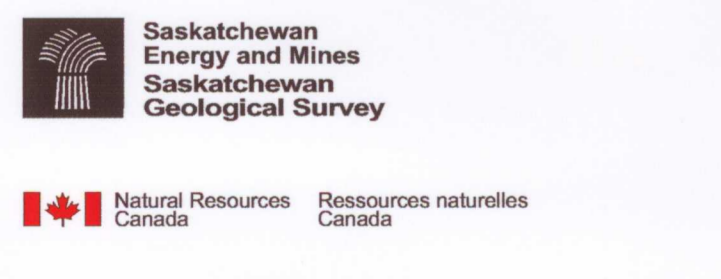 Saskatchewan
Energy and Mines
Saskatchewan
Geological Survey
Natural Resources Canada
Ressources naturelles Canada